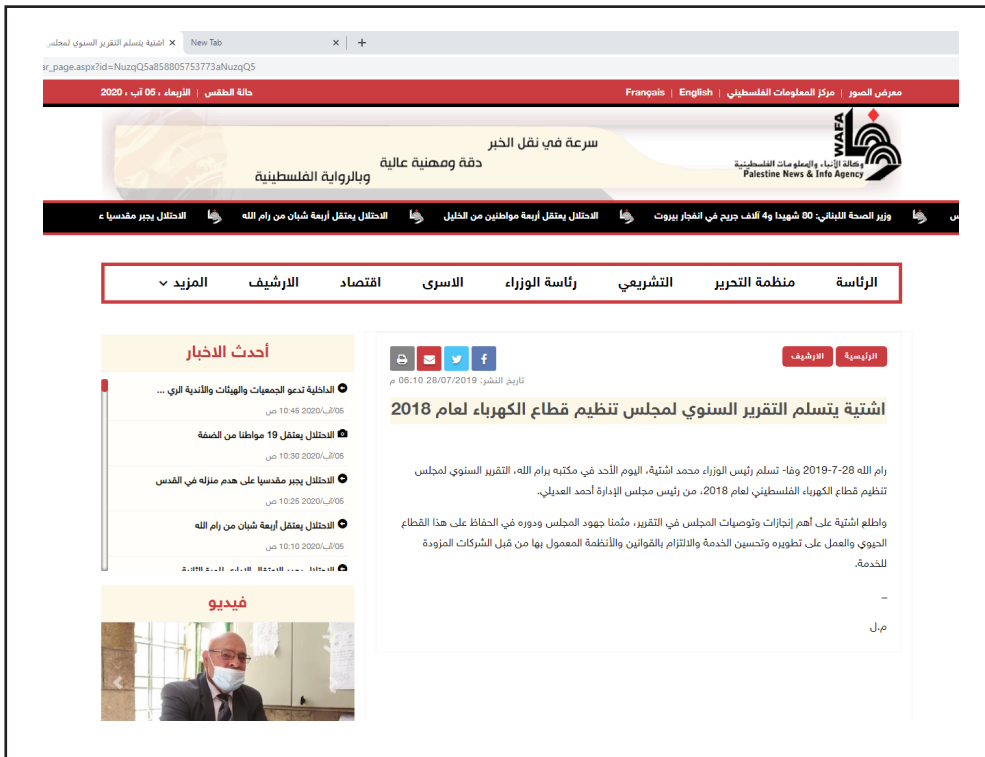 اشتية يتسلم التقرير السنوي لمجلس
New Tab
ar_page.aspx?id=NuzqQ5a858805753773aNuzqQ5
معرض الصور | مركز المعلومات الفلسطيني | English | Français
حالة الطقس | الأربعاء ، 05 آب ، 2020
WAFA
وكالة الأنباء والمعلومات الفلسطينية
Palestine News & Info Agency
سرعة في نقل الخبر
دقة ومهنية عالية
وبالرواية الفلسطينية
وزير الصحة اللبناني: 80 شهيدا و4 آلاف جريح في انفجار بيروت
الاحتلال يعتقل أربعة مواطنين من الخليل
الاحتلال يعتقل أربعة شبان من رام الله
الاحتلال يجبر مقدسيا ع
الرئاسة
منظمة التحرير
التشريعي
رئاسة الوزراء
الاسرى
اقتصاد
الارشيف
المزيد
الرئيسية
الارشيف
تاريخ النشر: 28/07/2019 06:10 م
اشتية يتسلم التقرير السنوي لمجلس تنظيم قطاع الكهرباء لعام 2018
رام الله 28-7-2019 وفا- تسلم رئيس الوزراء محمد اشتية، اليوم الأحد في مكتبه برام الله، التقرير السنوي لمجلس
تنظيم قطاع الكهرباء الفلسطيني لعام 2018، من رئيس مجلس الإدارة أحمد العديلي.
واطلع اشتية على أهم إنجازات وتوصيات المجلس في التقرير، مثمنا جهود المجلس ودوره في الحفاظ على هذا القطاع
الحيوي والعمل على تطويره وتحسين الخدمة والالتزام بالقوانين والأنظمة المعمول بها من قبل الشركات المزودة
للخدمة.
_
م.ل
أحدث الاخبار
الداخلية تدعو الجمعيات والهيئات والأندية الري ...
05/آب/2020 10:45 ص
الاحتلال يعتقل 19 مواطنا من الضفة
05/آب/2020 10:30 ص
الاحتلال يجبر مقدسيا على هدم منزله في القدس
05/آب/2020 10:25 ص
الاحتلال يعتقل أربعة شبان من رام الله
05/آب/2020 10:10 ص
فيديو